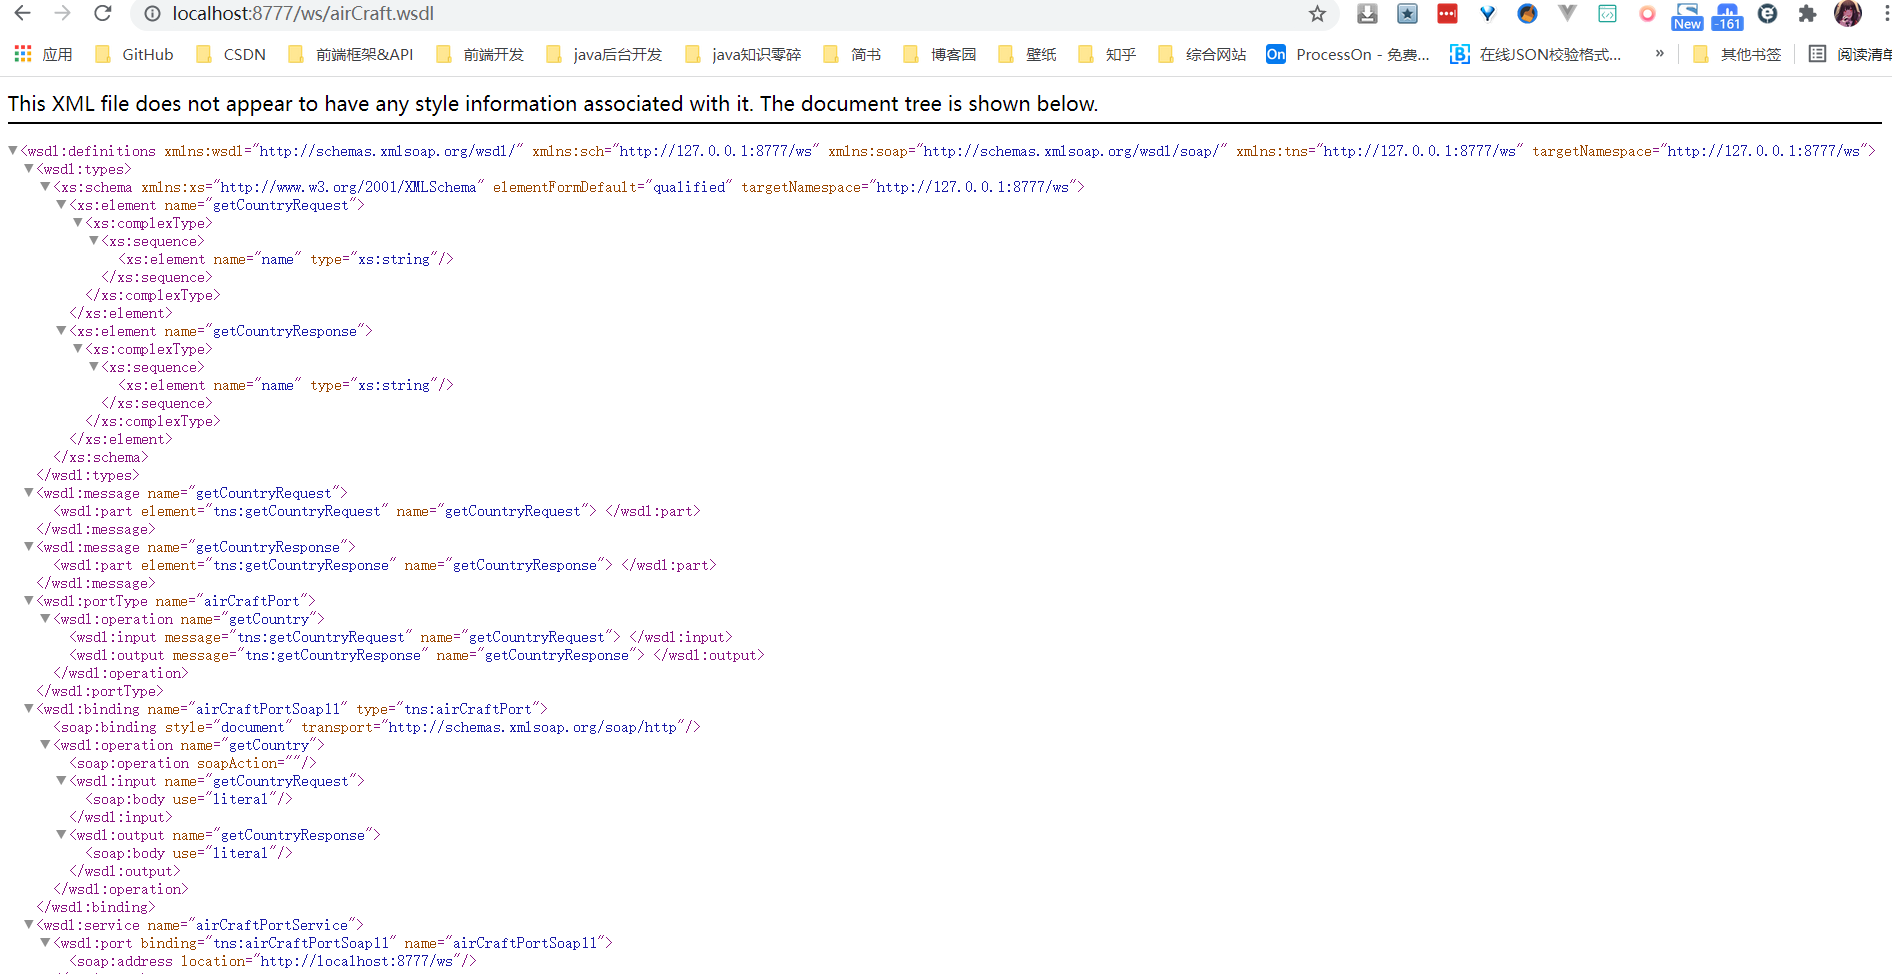 localhost:8777/ws/airCraft.wsdl
New -161
应用 GitHub CSDN 前端框架&API 前端开发 java后台开发 java知识零碎 简书 博客园 壁纸 知乎 综合网站 On ProcessOn - 免费... 在线JSON校验格式... » 其他书签 阅读清单
This XML file does not appear to have any style information associated with it. The document tree is shown below.
▼<wsdl:definitions xmlns:wsdl="http://schemas.xmlsoap.org/wsdl/" xmlns:sch="http://127.0.0.1:8777/ws" xmlns:soap="http://schemas.xmlsoap.org/wsdl/soap/" xmlns:tns="http://127.0.0.1:8777/ws" targetNamespace="http://127.0.0.1:8777/ws">
▼<wsdl:types>
▼<xs:schema xmlns:xs="http://www.w3.org/2001/XMLSchema" elementFormDefault="qualified" targetNamespace="http://127.0.0.1:8777/ws">
▼<xs:element name="getCountryRequest">
▼<xs:complexType>
▼<xs:sequence>
<xs:element name="name" type="xs:string"/>
</xs:sequence>
</xs:complexType>
</xs:element>
▼<xs:element name="getCountryResponse">
▼<xs:complexType>
▼<xs:sequence>
<xs:element name="name" type="xs:string"/>
</xs:sequence>
</xs:complexType>
</xs:element>
</xs:schema>
</wsdl:types>
▼<wsdl:message name="getCountryRequest">
<wsdl:part element="tns:getCountryRequest" name="getCountryRequest"> </wsdl:part>
</wsdl:message>
▼<wsdl:message name="getCountryResponse">
<wsdl:part element="tns:getCountryResponse" name="getCountryResponse"> </wsdl:part>
</wsdl:message>
▼<wsdl:portType name="airCraftPort">
▼<wsdl:operation name="getCountry">
<wsdl:input message="tns:getCountryRequest" name="getCountryRequest"> </wsdl:input>
<wsdl:output message="tns:getCountryResponse" name="getCountryResponse"> </wsdl:output>
</wsdl:operation>
</wsdl:portType>
▼<wsdl:binding name="airCraftPortSoap11" type="tns:airCraftPort">
<soap:binding style="document" transport="http://schemas.xmlsoap.org/soap/http"/>
▼<wsdl:operation name="getCountry">
<soap:operation soapAction=""/>
▼<wsdl:input name="getCountryRequest">
<soap:body use="literal"/>
</wsdl:input>
▼<wsdl:output name="getCountryResponse">
<soap:body use="literal"/>
</wsdl:output>
</wsdl:operation>
</wsdl:binding>
▼<wsdl:service name="airCraftPortService">
▼<wsdl:port binding="tns:airCraftPortSoap11" name="airCraftPortSoap11">
<soap:address location="http://localhost:8777/ws"/>